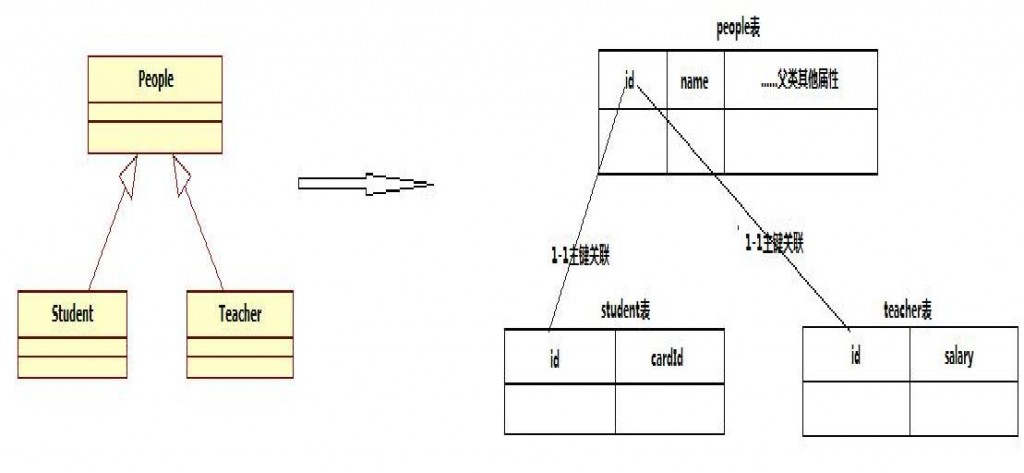 People
Student
Teacher
people表
id
name
......父类其他属性
1-1主键关联
1-1主键关联
student表
id
cardId
teacher表
id
salary